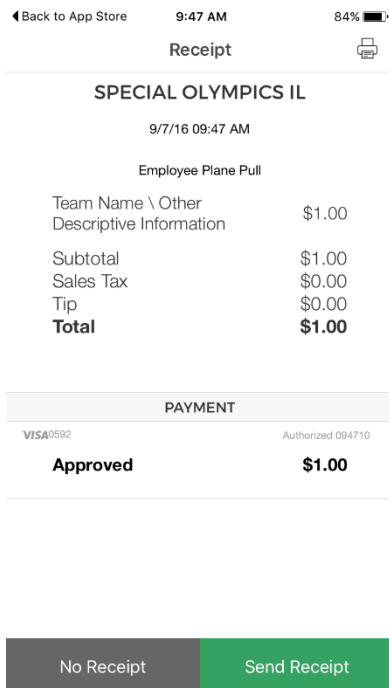 Back to App Store 9:47 AM 84%
Receipt
SPECIAL OLYMPICS IL
9/7/16 09:47 AM
Employee Plane Pull
Team Name \ Other
Descriptive Information $1.00
Subtotal $1.00
Sales Tax $0.00
Tip $0.00
Total $1.00
PAYMENT
VISA0592 Authorized 094710
Approved $1.00
No Receipt Send Receipt